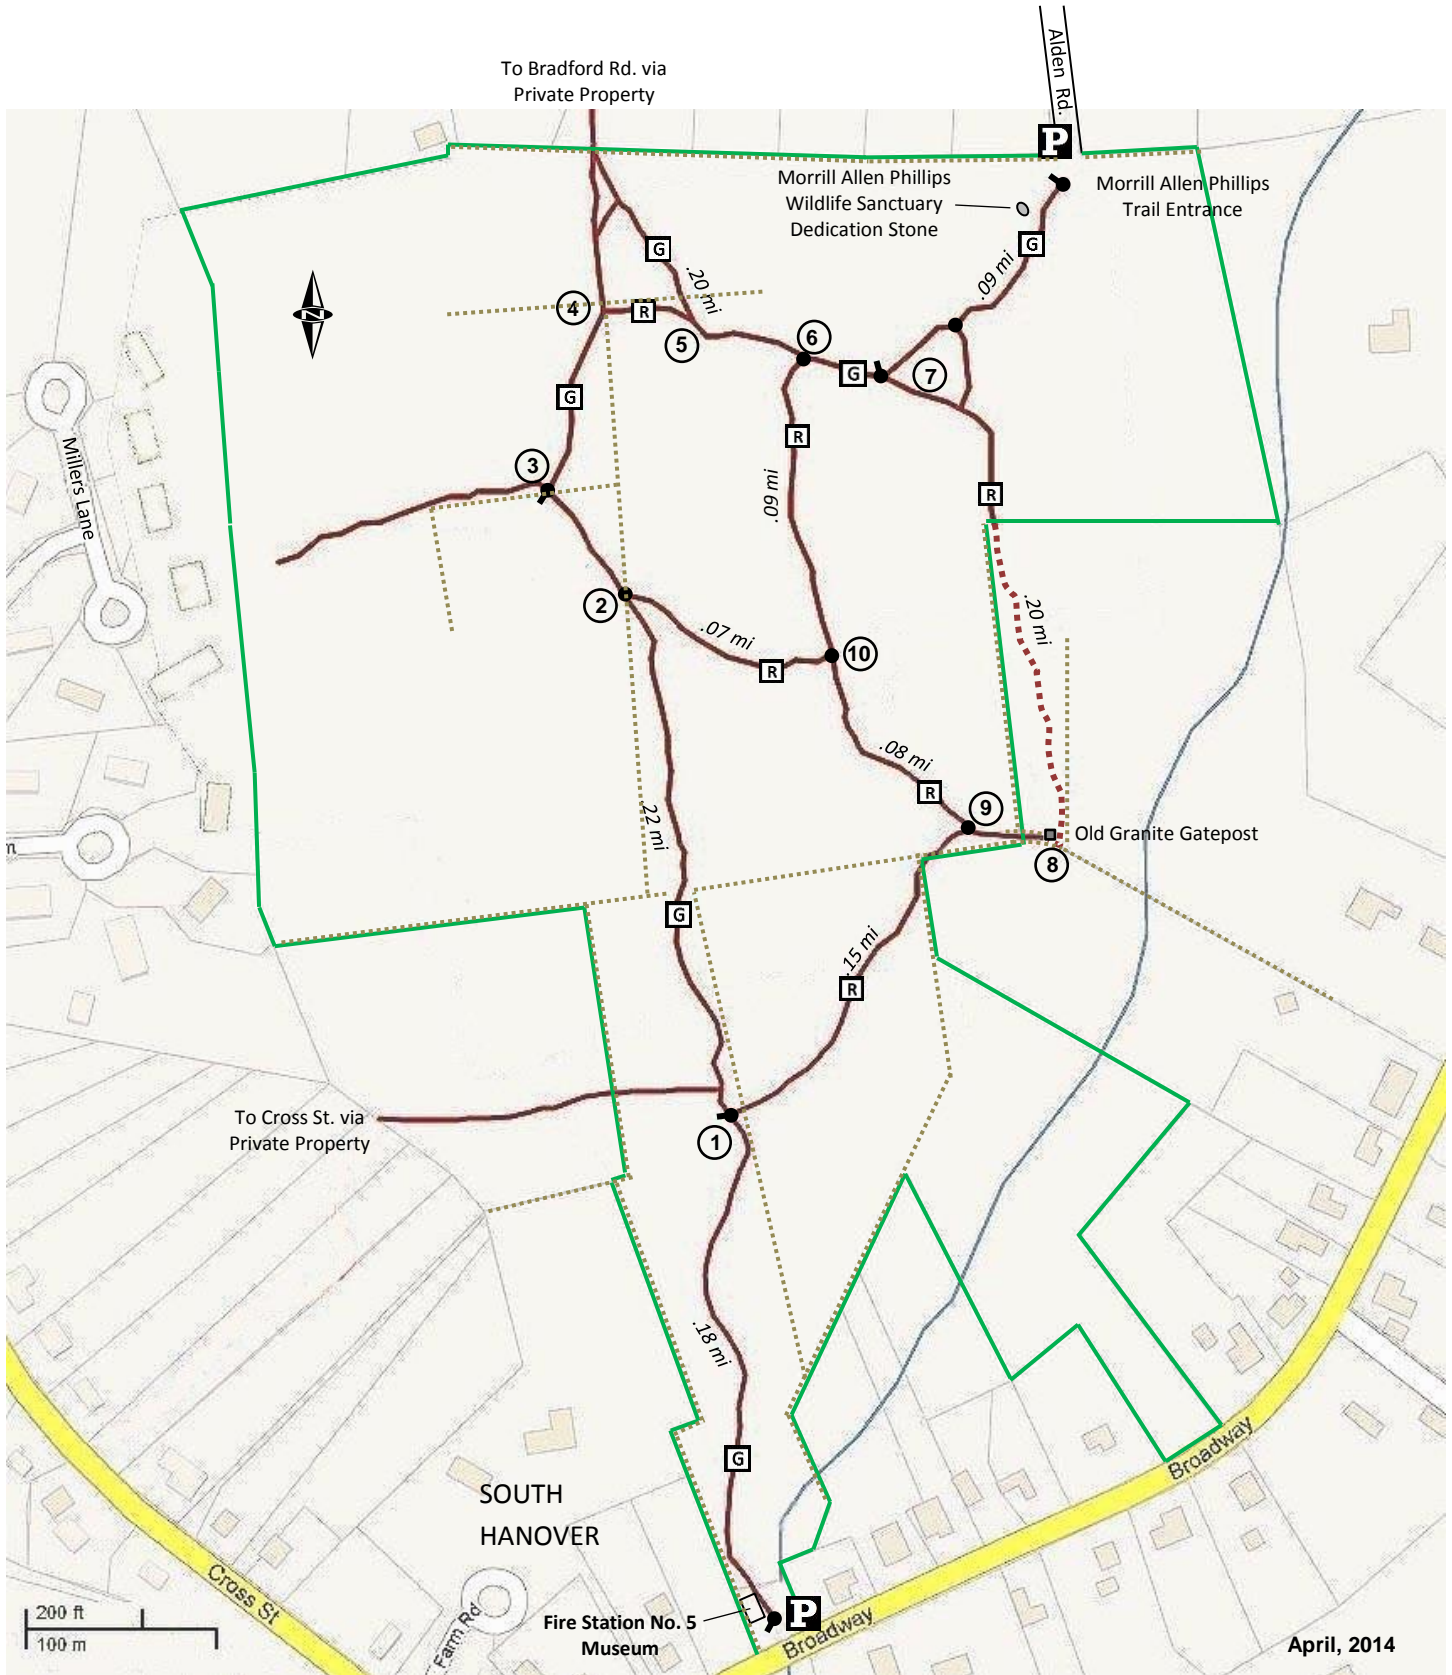 Alden Rd.
To Bradford Rd. via
Private Property
P
Morrill Allen Phillips
Wildlife Sanctuary
Dedication Stone
Morrill Allen Phillips
Trail Entrance
G
G
.20 mi
.09 mi
N
4
R
5
6
G
7
G
R
3
Millers Lane
.09 mi
R
2
.07 mi
R
10
.20 mi
.08 mi
R
9
.22 mi
Old Granite Gatepost
8
G
.15 mi
R
To Cross St. via
Private Property
1
.18 mi
G
Broadway
SOUTH
HANOVER
Cross St
Farm Rd
Fire Station No. 5
Museum
P
Broadway
200 ft
100 m
April, 2014